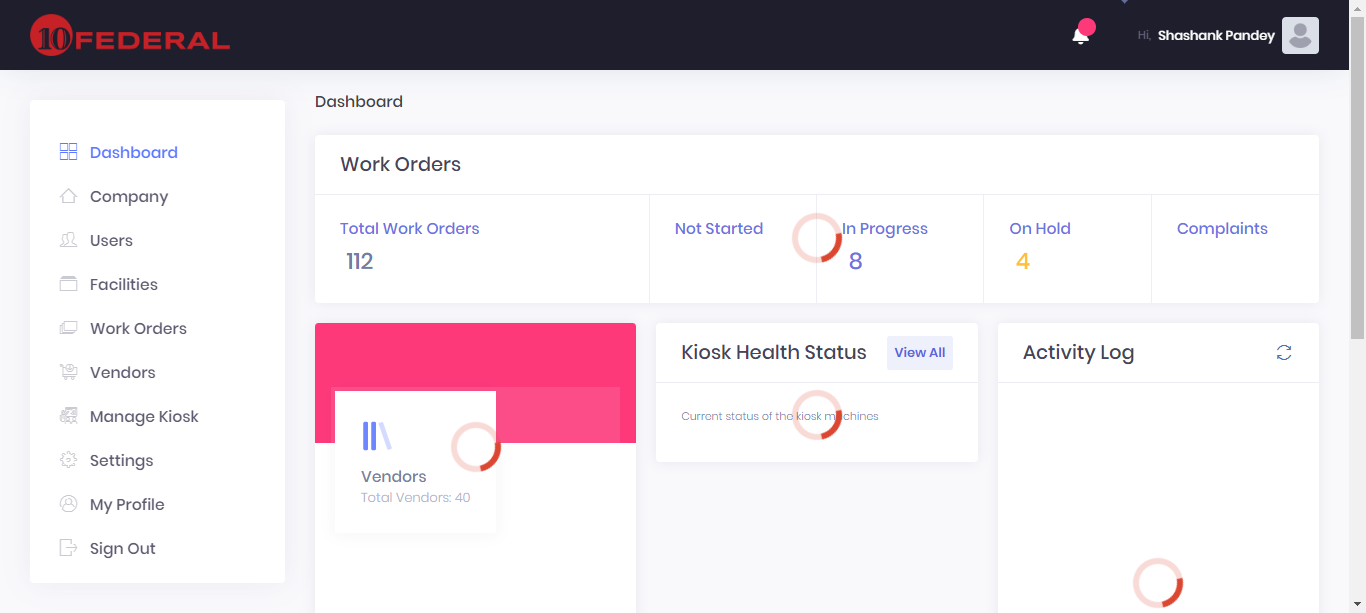 10 FEDERAL
Hi, Shashank Pandey
Dashboard
Company
Users
Facilities
Work Orders
Vendors
Manage Kiosk
Settings
My Profile
Sign Out
Dashboard
Work Orders
Total Work Orders
112
Not Started
In Progress
8
On Hold
4
Complaints
Vendors
Total Vendors: 40
Kiosk Health Status
View All
Current status of the kiosk machines
Activity Log